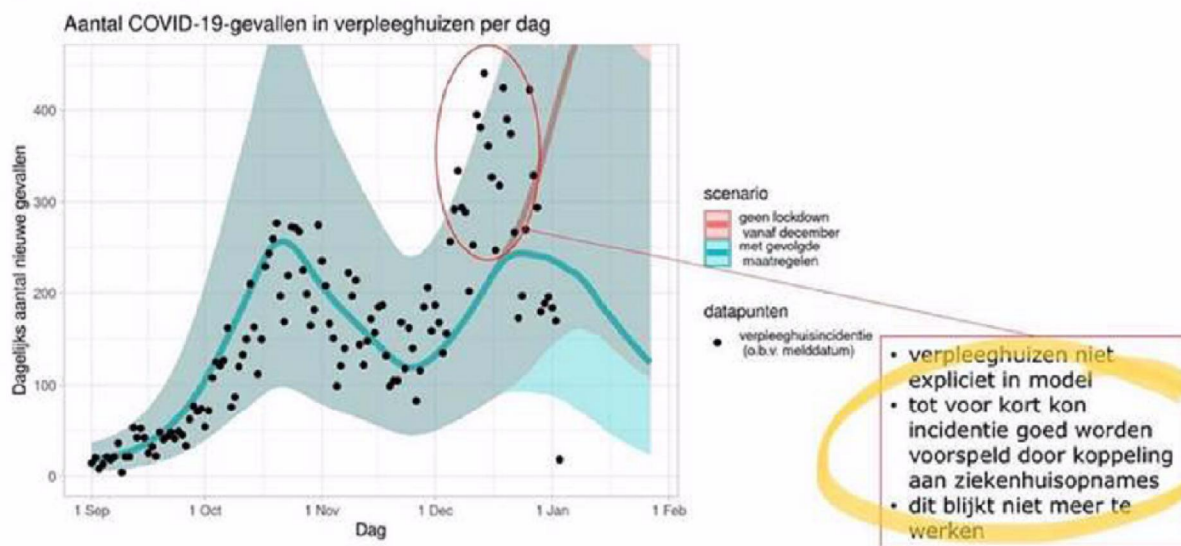 Aantal COVID-19-gevallen in verpleeghuizen per dag
Dagelijks aantal nieuwe gevallen
400
300
200
100
0
1 Sep
1 Oct
1 Nov
1 Dec
1 Jan
1 Feb
Dag
scenario
geen lockdown
vanaf december
met gevolgde
maatregelen
datapunten
verpleeghuisincidentie
(o.b.v. melddatum)
• verpleeghuizen niet
expliciet in model
• tot voor kort kon
incidentie goed worden
voorspeld door koppeling
aan ziekenhuisopnames
• dit blijkt niet meer te
werken